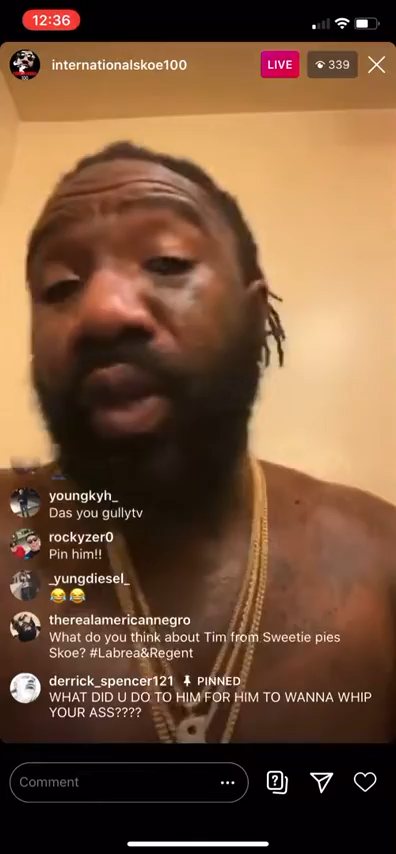 12:36
internationalskoe100
LIVE
339
youngkyh_
Das you gullytv
rockyzer0
Pin him!!
_yungdiesel_
😂😂
therealamericannegro
What do you think about Tim from Sweetie pies
Skoe? #Labrea&Regent
derrick_spencer121 PINNED
WHAT DID U DO TO HIM FOR HIM TO WANNA WHIP
YOUR ASS????
Comment